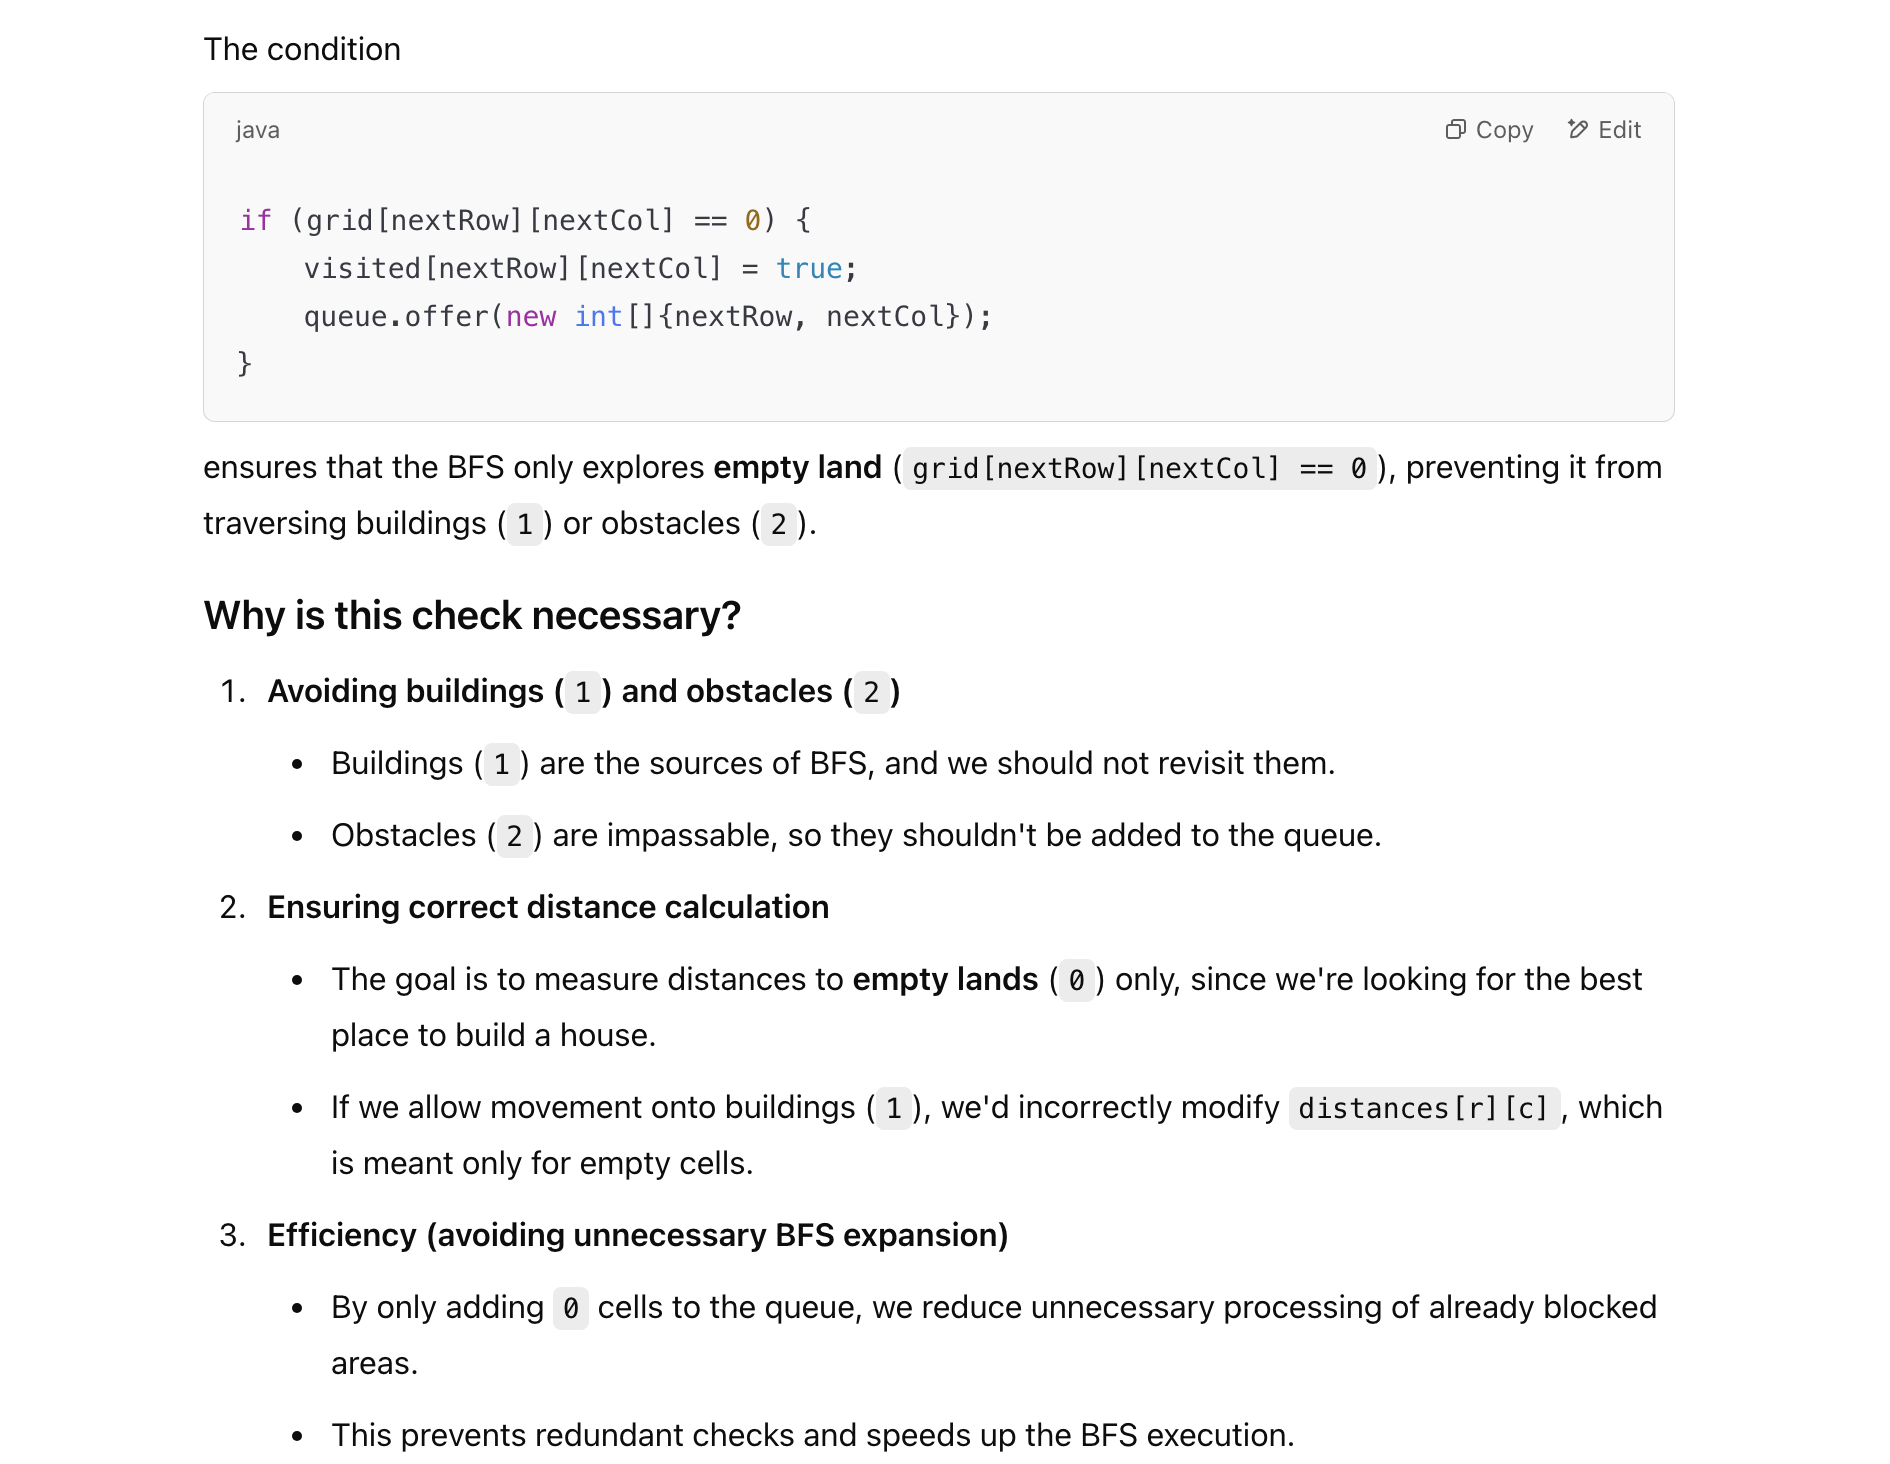 The condition
java
Copy
Edit
if (grid[nextRow][nextCol] == 0) {
    visited[nextRow][nextCol] = true;
    queue.offer(new int[]{nextRow, nextCol});
}
ensures that the BFS only explores empty land (grid[nextRow][nextCol] == 0), preventing it from
traversing buildings (1) or obstacles (2).
Why is this check necessary?
1. Avoiding buildings (1) and obstacles (2)
• Buildings (1) are the sources of BFS, and we should not revisit them.
• Obstacles (2) are impassable, so they shouldn't be added to the queue.
2. Ensuring correct distance calculation
• The goal is to measure distances to empty lands (0) only, since we're looking for the best
place to build a house.
• If we allow movement onto buildings (1), we'd incorrectly modify distances[r][c], which
is meant only for empty cells.
3. Efficiency (avoiding unnecessary BFS expansion)
• By only adding 0 cells to the queue, we reduce unnecessary processing of already blocked
areas.
• This prevents redundant checks and speeds up the BFS execution.